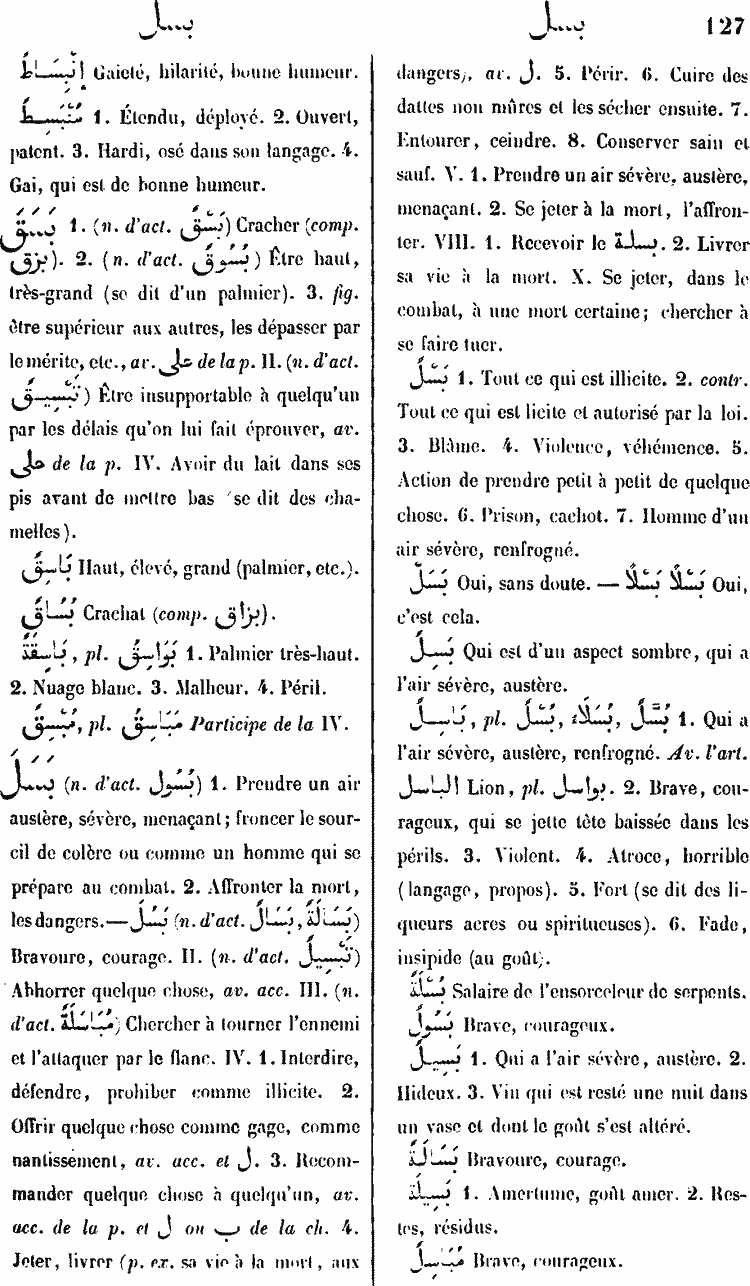 بسل
بسل 127
إِنْبِسَاطٌ Gaieté, hilarité, bonne humeur.
مُنْبَسِطٌ 1. Étendu, déployé. 2. Ouvert,
patent. 3. Hardi, osé dans son langage. 4.
Gai, qui est de bonne humeur.
بَسَقَ 1. (n. d'act. بَسْقٌ) Cracher (comp.
بزق). 2. (n. d'act. بُسُوقٌ) Être haut,
très-grand (se dit d'un palmier). 3. fig.
être supérieur aux autres, les dépasser par
le mérite, etc., av. على de la p. II. (n. d'act.
تَبْسِيقٌ) Être insupportable à quelqu'un
par les délais qu'on lui fait éprouver, av.
على de la p. IV. Avoir du lait dans ses
pis avant de mettre bas (se dit des cha-
melles).
بَاسِقٌ Haut, élevé, grand (palmier, etc.).
بُسَاقٌ Crachat (comp. بزاق).
بَاسِقَةٌ, pl. بَوَاسِقُ 1. Palmier très-haut.
2. Nuage blanc. 3. Malheur. 4. Péril.
مُبْسِقٌ, pl. مَبَاسِقُ Participe de la IV.
بَسَلَ (n. d'act. بُسُول) 1. Prendre un air
austère, sévère, menaçant; froncer le sour-
cil de colère ou comme un homme qui se
prépare au combat. 2. Affronter la mort,
les dangers.—بَسُلَ (n. d'act. بَسَالٌ, بَسَالَةٌ)
Bravoure, courage. II. (n. d'act. تَبْسِيلٌ)
Abhorrer quelque chose, av. acc. III. (n.
d'act. مُبَاسَلَةٌ) Chercher à tourner l'ennemi
et l'attaquer par le flanc. IV. 1. Interdire,
défendre, prohiber comme illicite. 2.
Offrir quelque chose comme gage, comme
nantissement, av. acc. et ل. 3. Recom-
mander quelque chose à quelqu'un, av.
acc. de la p. et ل ou ب de la ch. 4.
Jeter, livrer (p. ex. sa vie à la mort, aux
dangers), av. ل. 5. Périr. 6. Cuire des
dattes non mûres et les sécher ensuite. 7.
Entourer, ceindre. 8. Conserver sain et
sauf. V. 1. Prendre un air sévère, austère,
menaçant. 2. Se jeter à la mort, l'affron-
ter. VIII. 1. Recevoir le بسلة. 2. Livrer
sa vie à la mort. X. Se jeter, dans le
combat, à une mort certaine; chercher à
se faire tuer.
بَسْلٌ 1. Tout ce qui est illicite. 2. contr.
Tout ce qui est licite et autorisé par la loi.
3. Blâme. 4. Violence, véhémence. 5.
Action de prendre petit à petit de quelque
chose. 6. Prison, cachot. 7. Homme d'un
air sévère, renfrogné.
بَسَلْ Oui, sans doute. — بَسْلًا بَسْلًا Oui,
c'est cela.
بَسِلٌ Qui est d'un aspect sombre, qui a
l'air sévère, austère.
بَاسِلٌ, pl. بُسْلٌ, بُسَلَاءُ, بُسَّلٌ 1. Qui a
l'air sévère, austère, renfrogné. Av. l'art.
الباسل Lion, pl. بواسل. 2. Brave, cou-
rageux, qui se jette tête baissée dans les
périls. 3. Violent. 4. Atroce, horrible
(langage, propos). 5. Fort (se dit des li-
queurs acres ou spiritueuses). 6. Fade,
insipide (au goût).
بُسْلَةٌ Salaire de l'ensorceleur de serpents.
بَسُولٌ Brave, courageux.
بَسِيلٌ 1. Qui a l'air sévère, austère. 2.
Hideux. 3. Vin qui est resté une nuit dans
un vase et dont le goût s'est altéré.
بَسَالَةٌ Bravoure, courage.
بَسِيلَةٌ 1. Amertume, goût amer. 2. Res-
tes, résidus.
مُبَسِّلٌ Brave, courageux.